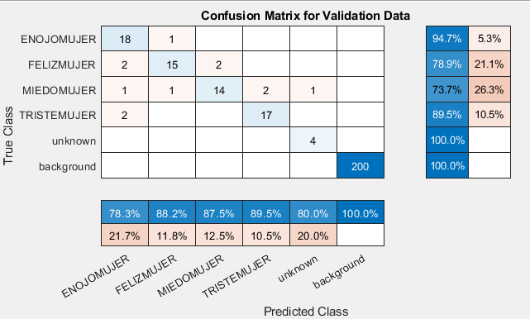 Confusion Matrix for Validation Data
ENOJOMUJER 18 1 94.7% 5.3%
FELIZMUJER 2 15 2 78.9% 21.1%
MIEDOMUJER 1 1 14 2 1 73.7% 26.3%
TRISTEMUJER 2 17 89.5% 10.5%
unknown 4 100.0%
background 200 100.0%
True Class
78.3% 88.2% 87.5% 89.5% 80.0% 100.0%
21.7% 11.8% 12.5% 10.5% 20.0%
ENOJOMUJER FELIZMUJER MIEDOMUJER TRISTEMUJER unknown background
Predicted Class